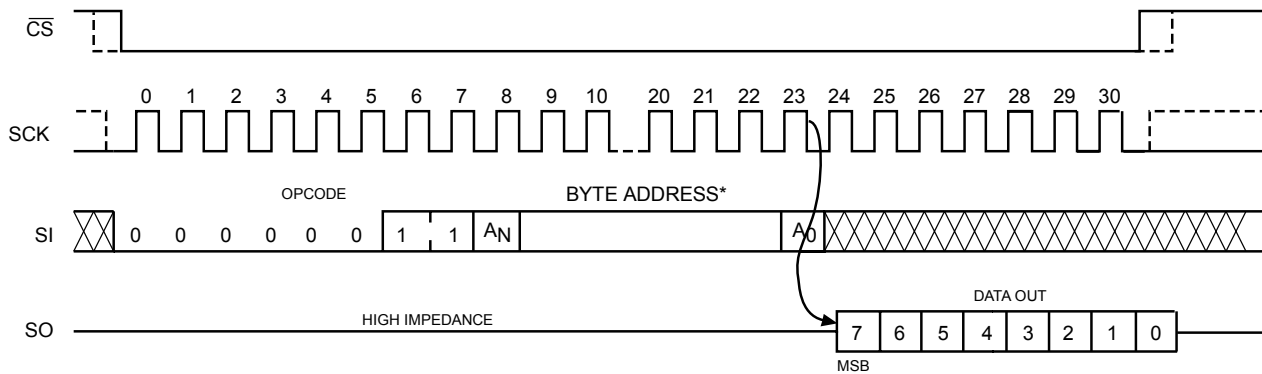 CS
0 1 2 3 4 5 6 7 8 9 10 20 21 22 23 24 25 26 27 28 29 30
SCK
OPCODE
BYTE ADDRESS*
SI 0 0 0 0 0 0 1 1 AN A0
DATA OUT
HIGH IMPEDANCE
SO 7 6 5 4 3 2 1 0
MSB